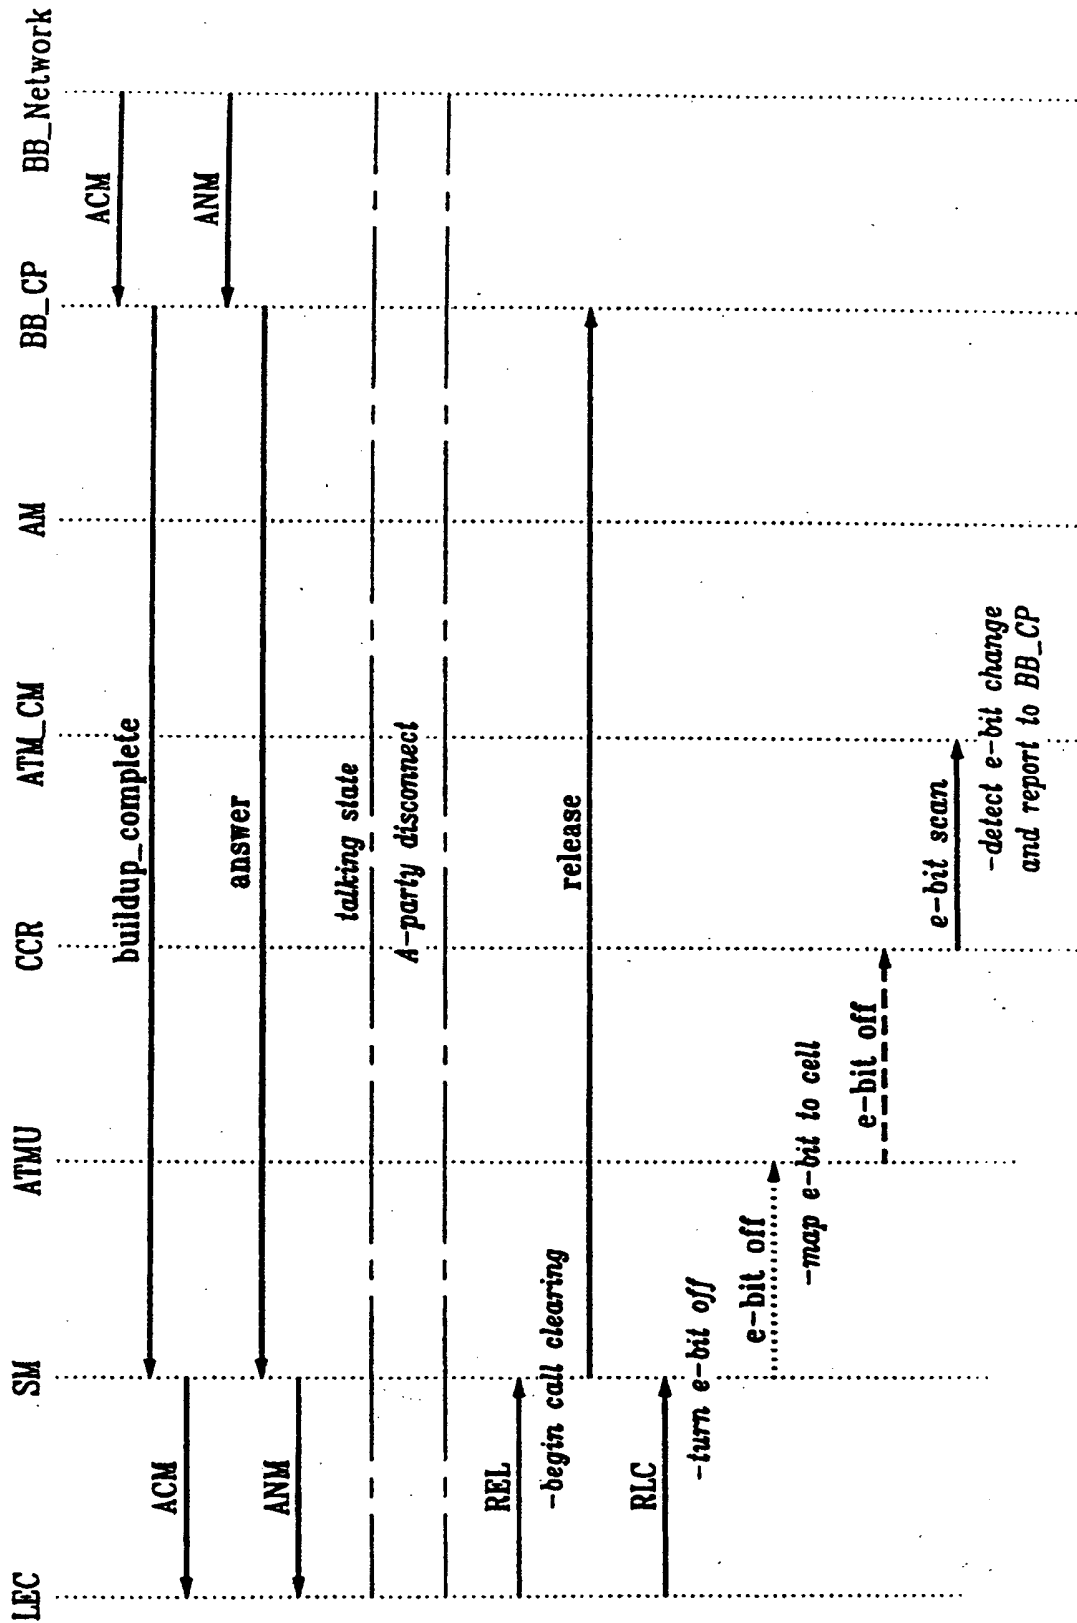 LEC
SM
ATMU
CCR
ATM_CM
AM
BB_CP
BB_Network
ACM
buildup_complete
ACM
ANM
answer
ANM
talking state
A-party disconnect
REL
-begin call clearing
release
RLC
-turn e-bit off
e-bit off
-map e-bit to cell
e-bit off
e-bit scan
-detect e-bit change
and report to BB_CP